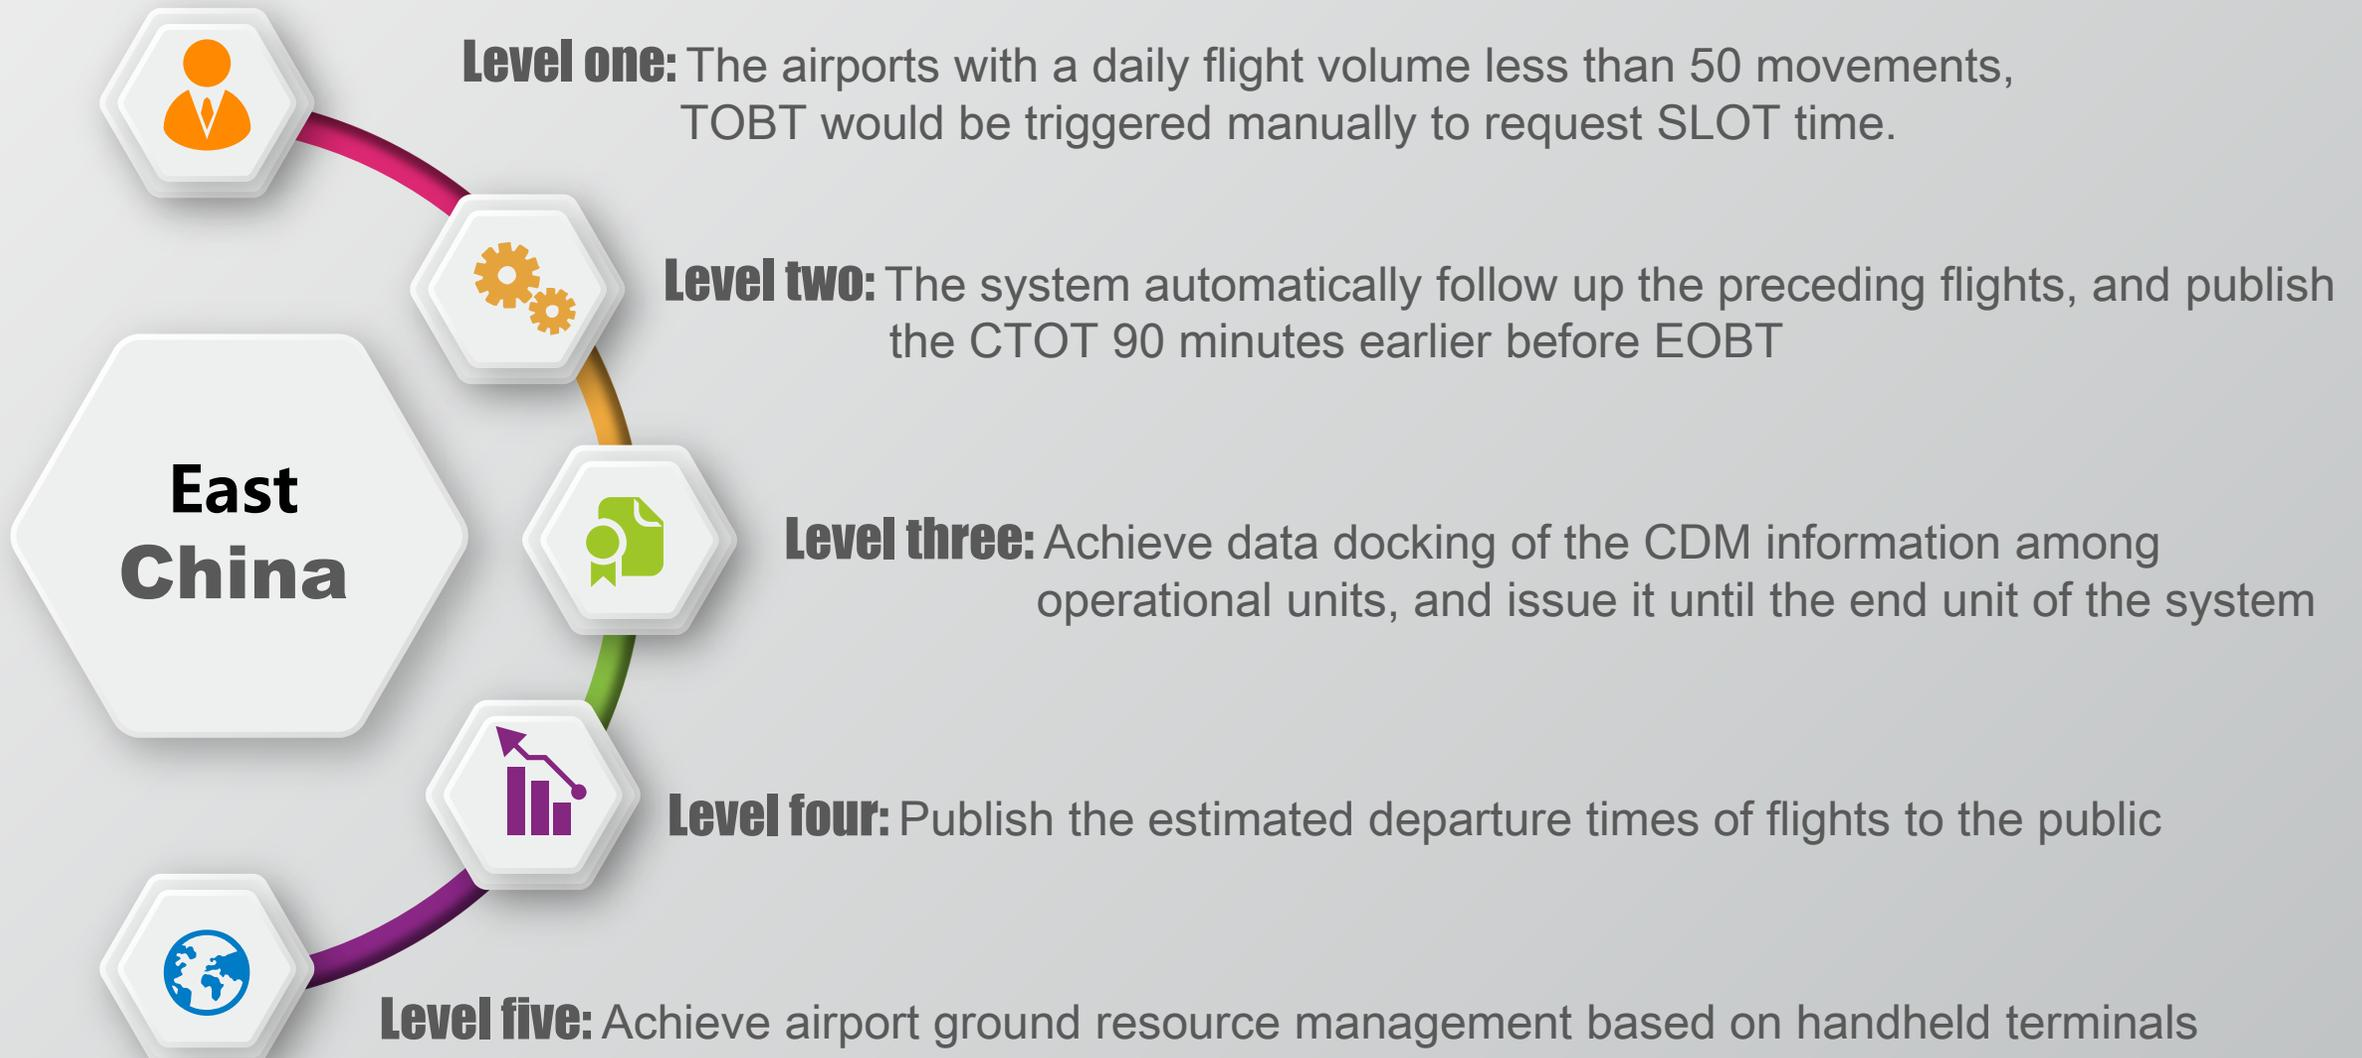 Level one: The airports with a daily flight volume less than 50 movements,
TOBT would be triggered manually to request SLOT time.
Level two: The system automatically follow up the preceding flights, and publish
the CTOT 90 minutes earlier before EOBT
East
China
Level three: Achieve data docking of the CDM information among
operational units, and issue it until the end unit of the system
Level four: Publish the estimated departure times of flights to the public
Level five: Achieve airport ground resource management based on handheld terminals